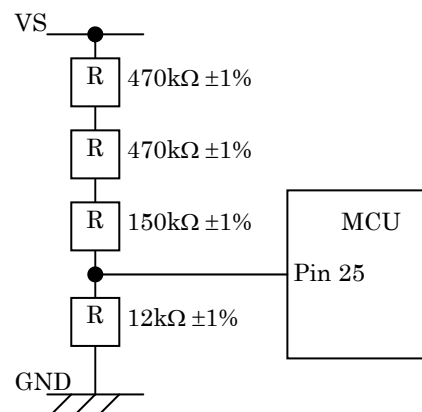 VS
R 470kΩ ±1%
R 470kΩ ±1%
R 150kΩ ±1%
MCU
Pin 25
R 12kΩ ±1%
GND